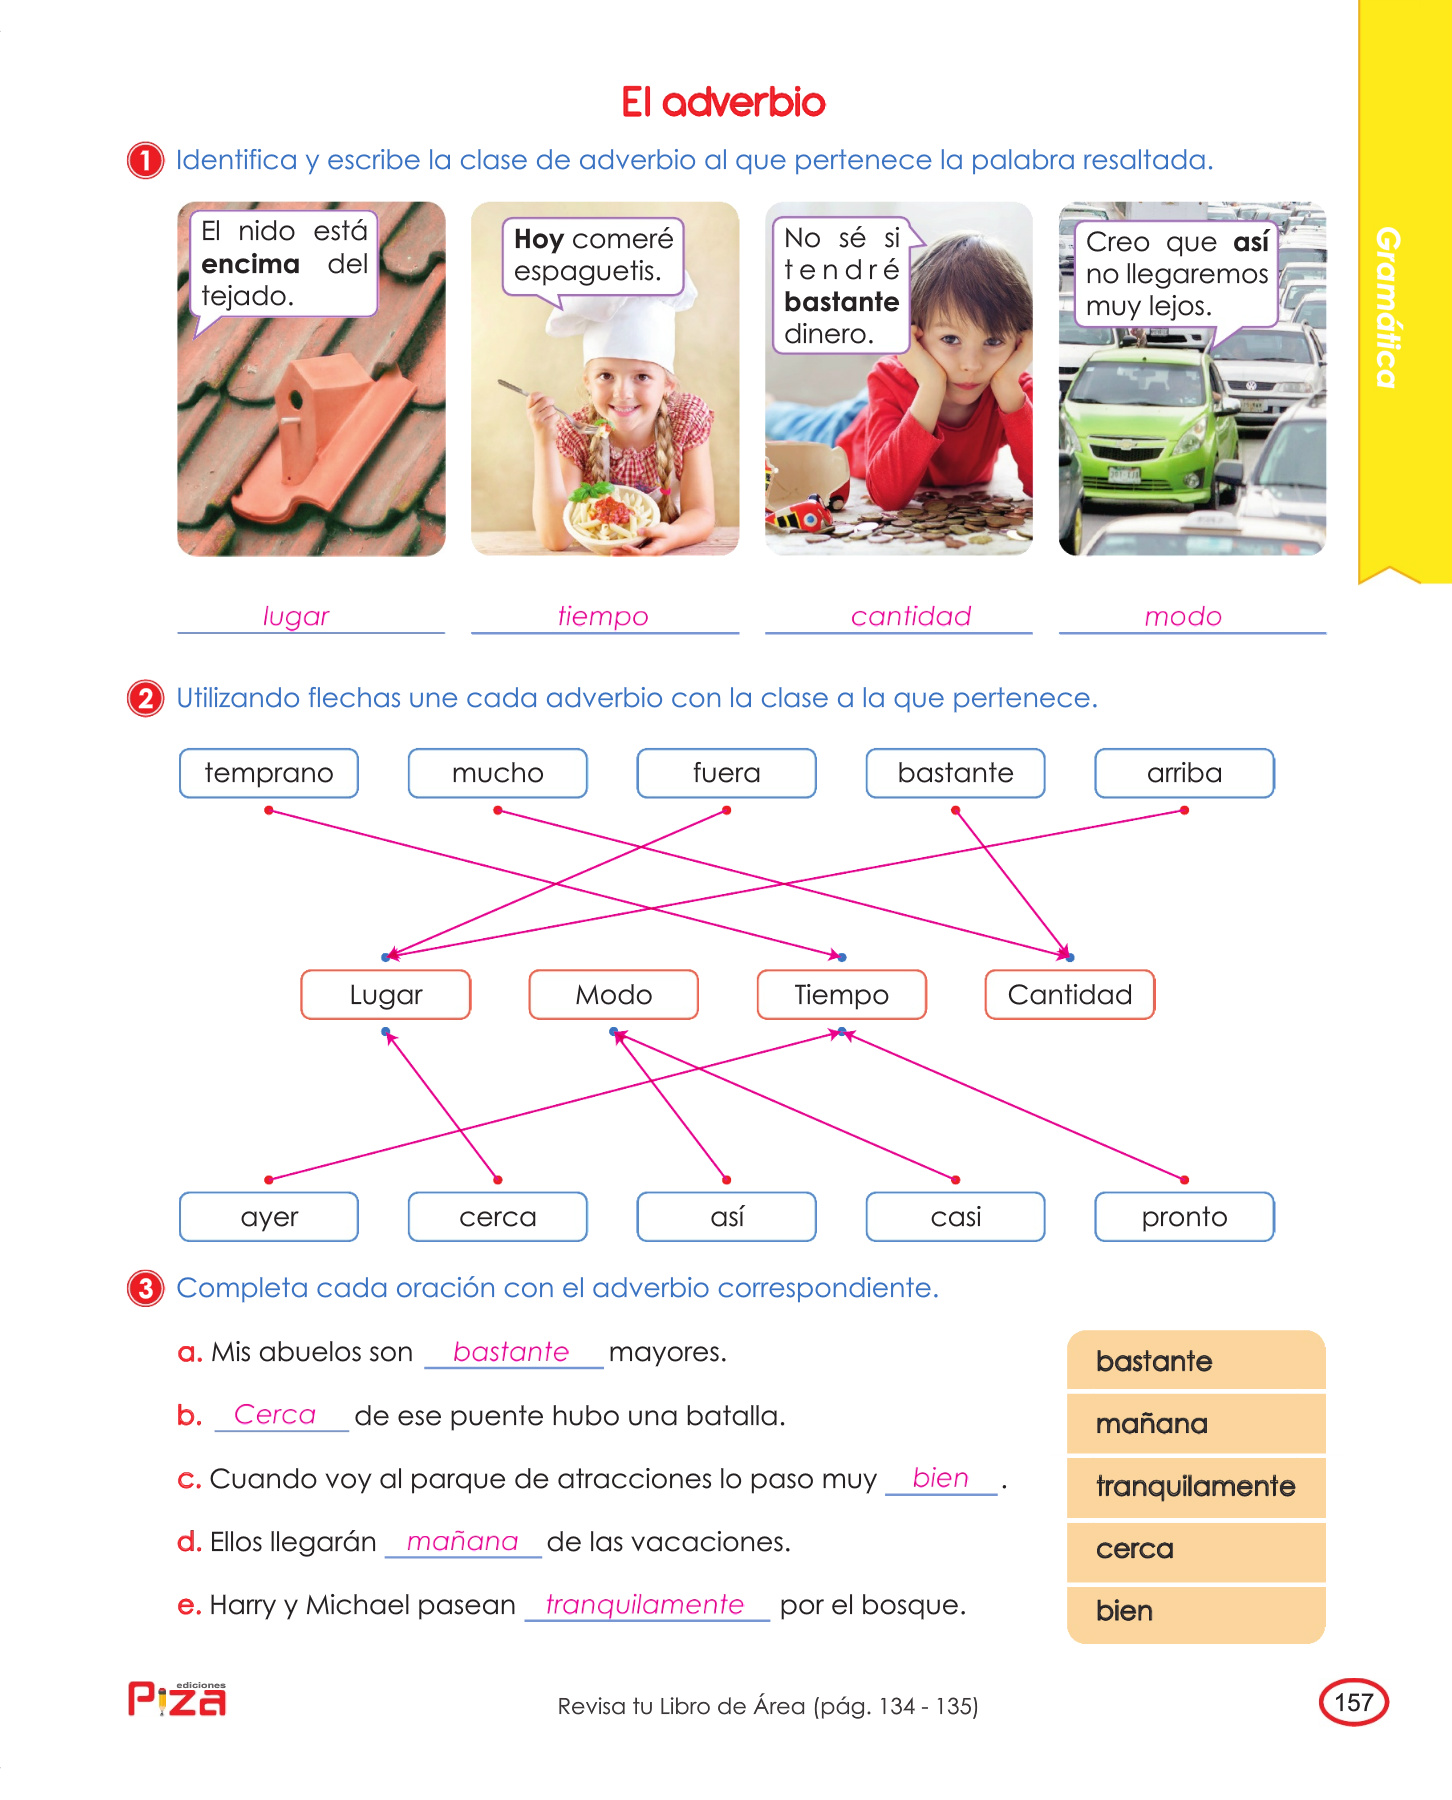 El adverbio
1 Identifica y escribe la clase de adverbio al que pertenece la palabra resaltada.
El nido está
encima del
tejado.
Hoy comeré
espaguetis.
No sé si
tendré
bastante
dinero.
Creo que así
no llegaremos
muy lejos.
Gramática
lugar
tiempo
cantidad
modo
2 Utilizando flechas une cada adverbio con la clase a la que pertenece.
temprano
mucho
fuera
bastante
arriba
Lugar
Modo
Tiempo
Cantidad
ayer
cerca
así
casi
pronto
3 Completa cada oración con el adverbio correspondiente.
a. Mis abuelos son bastante mayores.
b. Cerca de ese puente hubo una batalla.
c. Cuando voy al parque de atracciones lo paso muy bien .
d. Ellos llegarán mañana de las vacaciones.
e. Harry y Michael pasean tranquilamente por el bosque.
bastante
mañana
tranquilamente
cerca
bien
ediciones
Piza
Revisa tu Libro de Área (pág. 134 - 135)
157